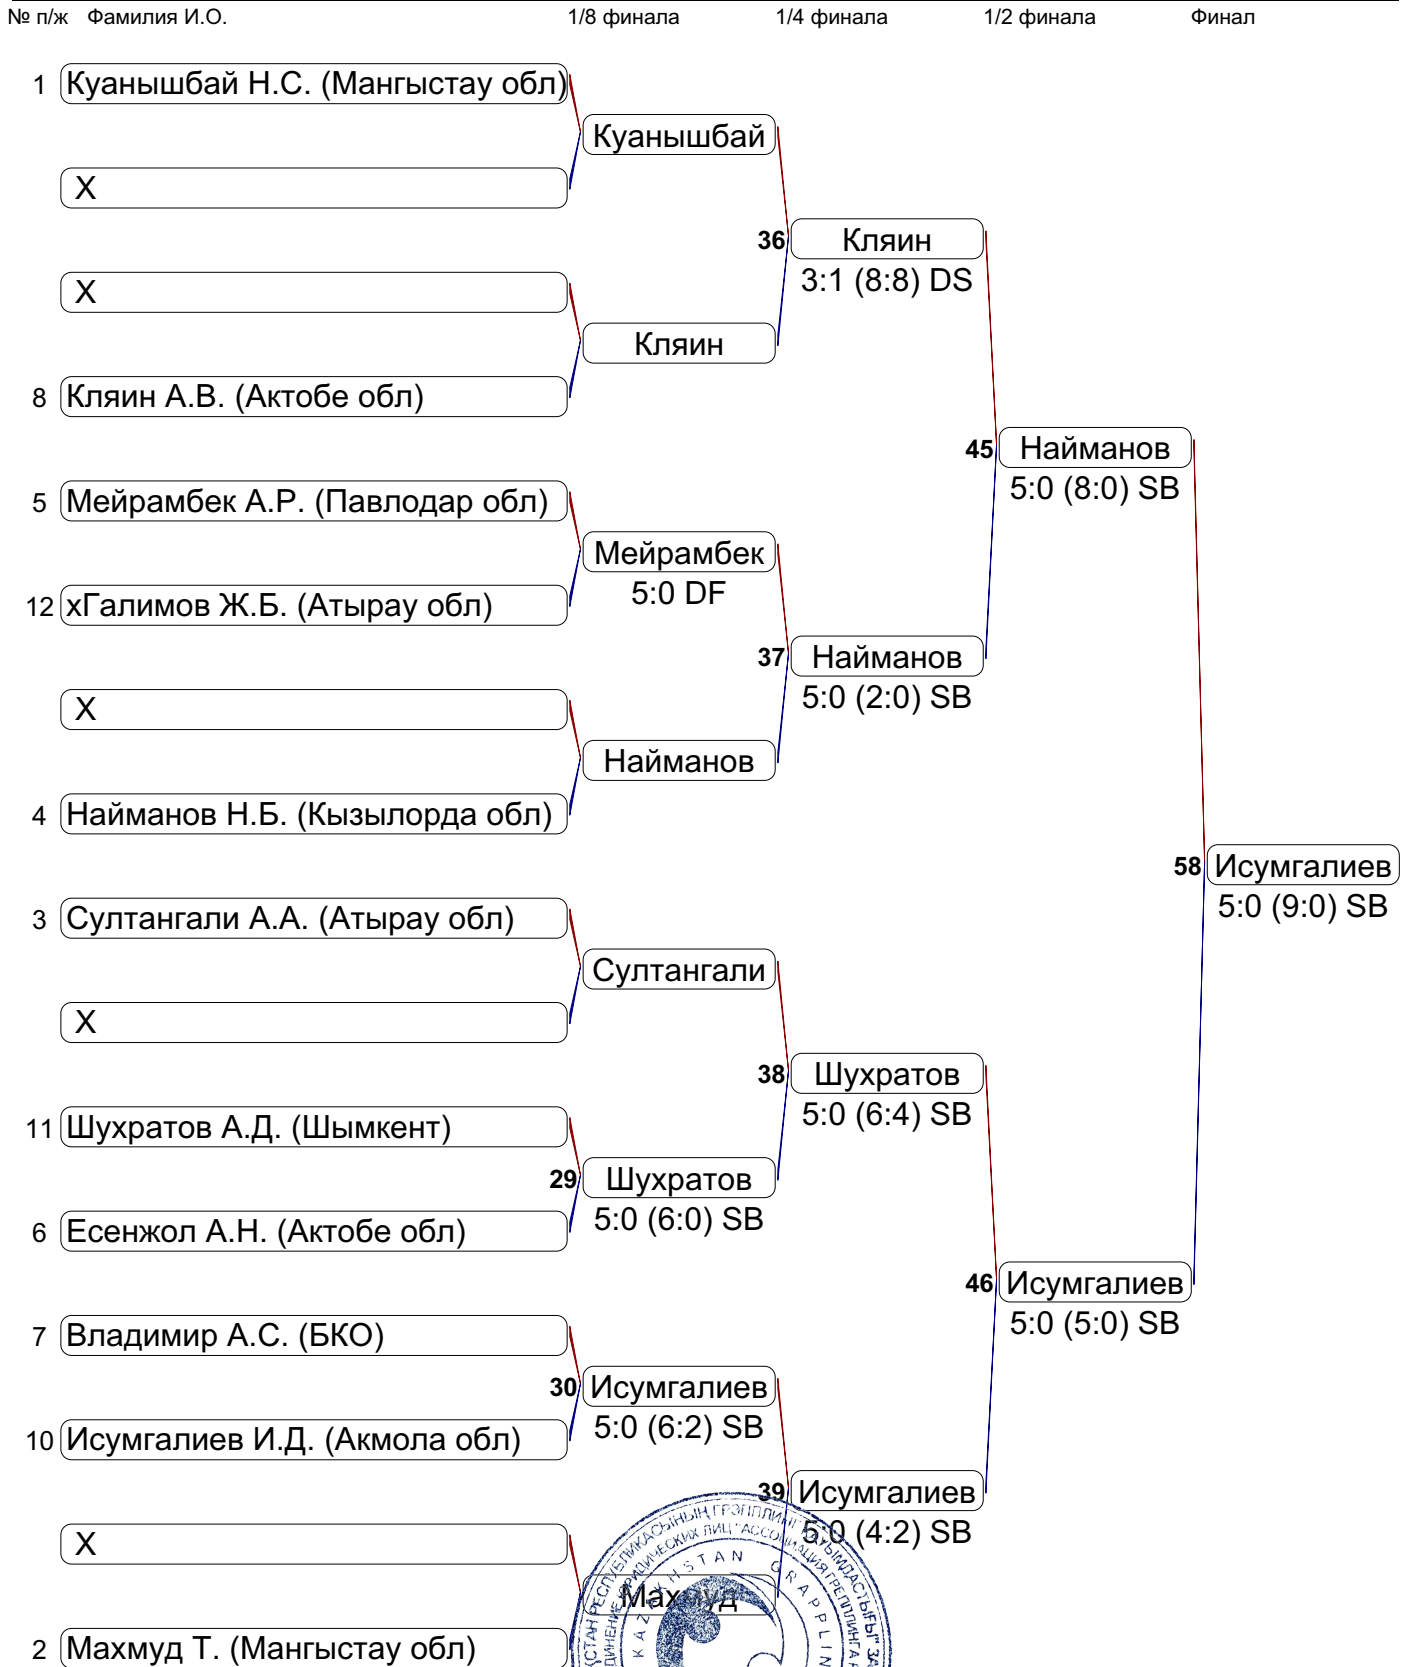 № п/ж Фамилия И.О. 1/8 финала 1/4 финала 1/2 финала Финал
1 Куанышбай Н.С. (Мангыстау обл)
Куанышбай
X
36 Кляин
3:1 (8:8) DS
X
Кляин
8 Кляин А.В. (Актобе обл)
45 Найманов
5:0 (8:0) SB
5 Мейрамбек А.Р. (Павлодар обл)
Мейрамбек
5:0 DF
12 хГалимов Ж.Б. (Атырау обл)
37 Найманов
5:0 (2:0) SB
X
Найманов
4 Найманов Н.Б. (Кызылорда обл)
58 Исумгалиев
5:0 (9:0) SB
3 Султангали А.А. (Атырау обл)
Султангали
X
38 Шухратов
5:0 (6:4) SB
11 Шухратов А.Д. (Шымкент)
29 Шухратов
5:0 (6:0) SB
6 Есенжол А.Н. (Актобе обл)
46 Исумгалиев
5:0 (5:0) SB
7 Владимир А.С. (БКО)
30 Исумгалиев
5:0 (6:2) SB
10 Исумгалиев И.Д. (Акмола обл)
39 Исумгалиев
5:0 (4:2) SB
X
Махмуд
2 Махмуд Т. (Мангыстау обл)